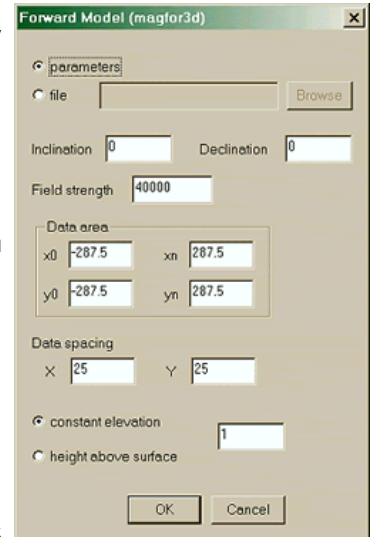 Forward Model (magfor3d)
parameters
file Browse
Inclination 0 Declination 0
Field strength 40000
Data area
x0 -287.5 xn 287.5
y0 -287.5 yn 287.5
Data spacing
X 25 Y 25
constant elevation
1
height above surface
OK Cancel